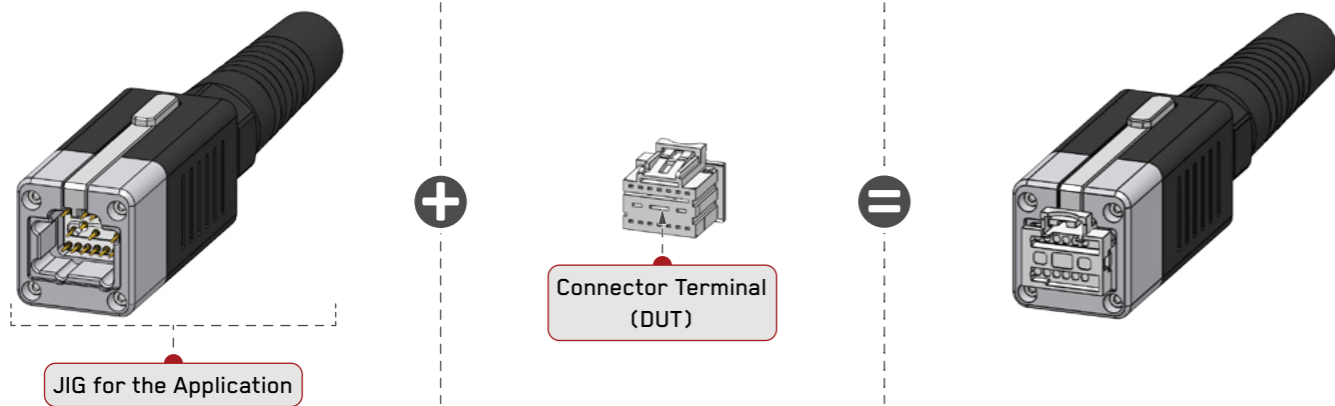 JIG for the Application
Connector Terminal
(DUT)